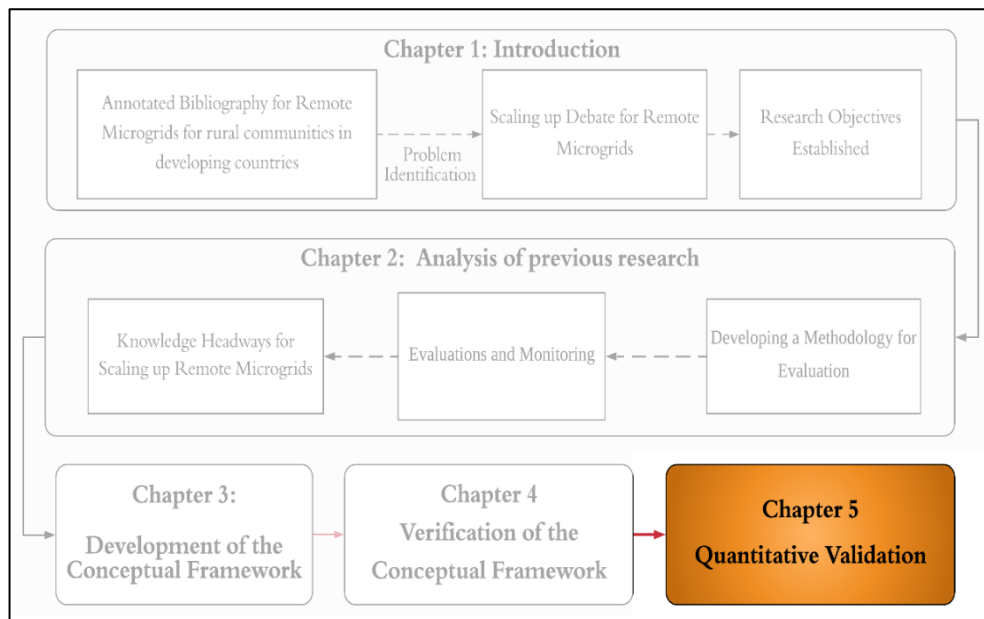 Chapter 1: Introduction
Annotated Bibliography for Remote
Microgrids for rural communities in
developing countries
Problem
Identification
Scaling up Debate for Remote
Microgrids
Research Objectives
Established
Chapter 2: Analysis of previous research
Knowledge Headways for
Scaling up Remote Microgrids
Evaluations and Monitoring
Developing a Methodology for
Evaluation
Chapter 3:
Development of the
Conceptual Framework
Chapter 4
Verification of the
Conceptual Framework
Chapter 5
Quantitative Validation